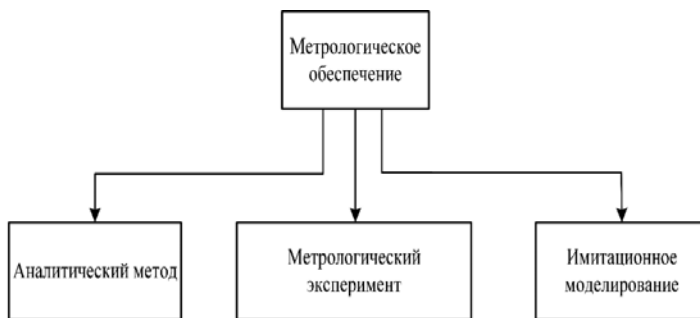 Метрологическое
обеспечение
Аналитический метод
Метрологический
эксперимент
Имитационное
моделирование